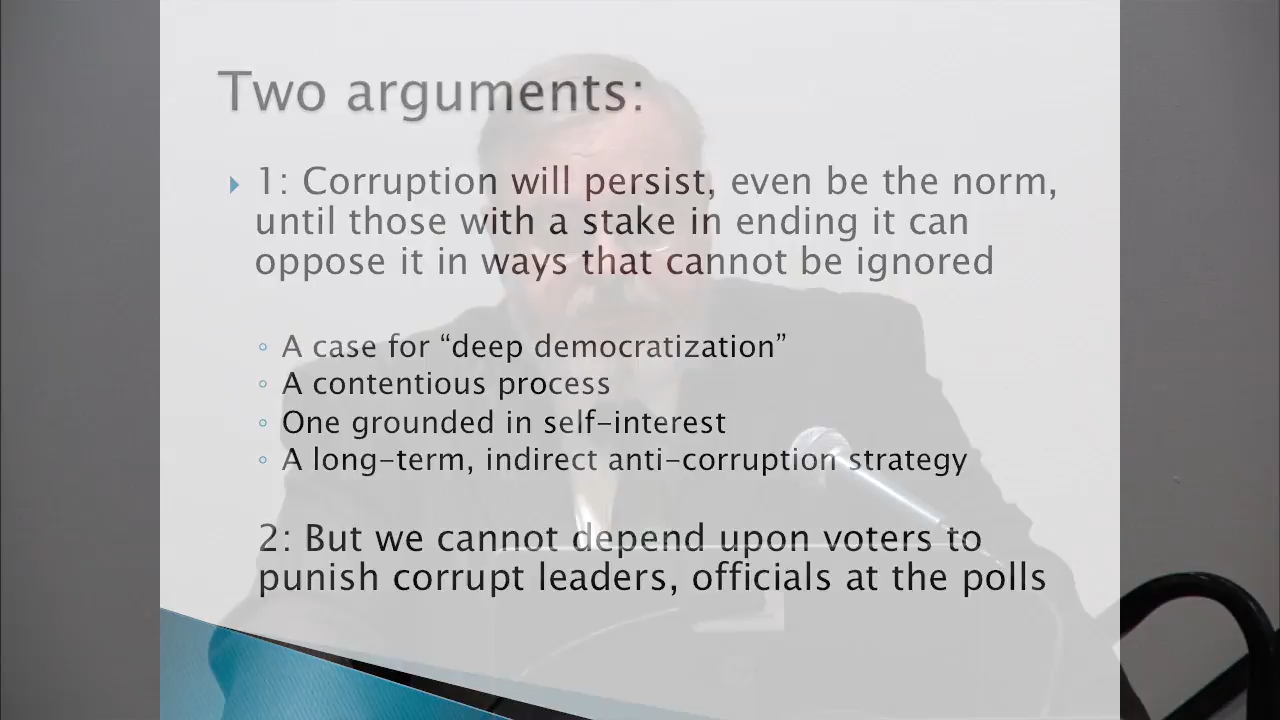 Two arguments:
1: Corruption will persist, even be the norm,
until those with a stake in ending it can
oppose it in ways that cannot be ignored
A case for “deep democratization”
A contentious process
One grounded in self-interest
A long-term, indirect anti-corruption strategy
2: But we cannot depend upon voters to
punish corrupt leaders, officials at the polls